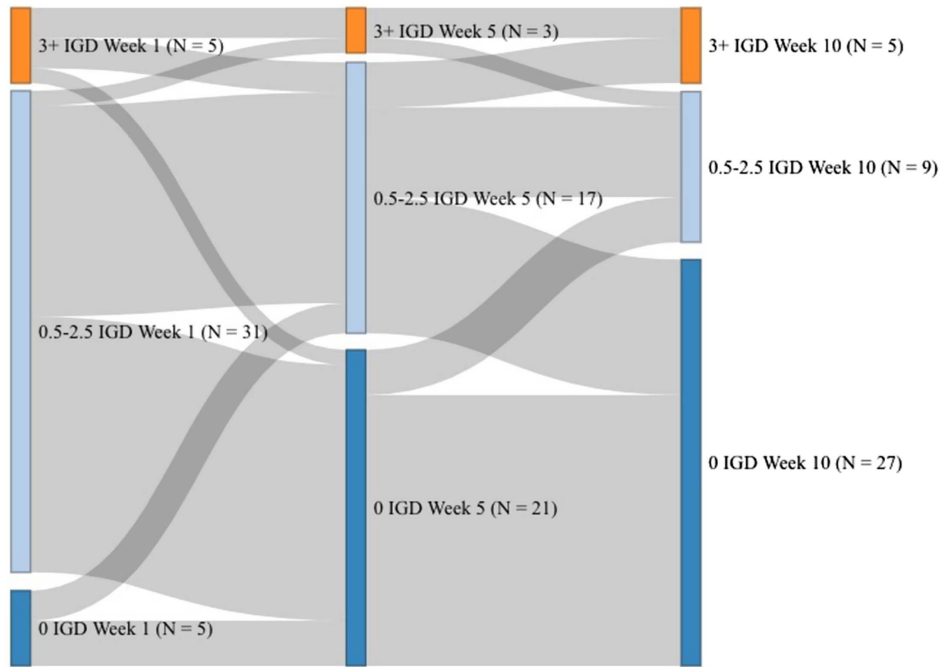 3+ IGD Week 1 (N = 5)
0.5-2.5 IGD Week 1 (N = 31)
0 IGD Week 1 (N = 5)
3+ IGD Week 5 (N = 3)
0.5-2.5 IGD Week 5 (N = 17)
0 IGD Week 5 (N = 21)
3+ IGD Week 10 (N = 5)
0.5-2.5 IGD Week 10 (N = 9)
0 IGD Week 10 (N = 27)